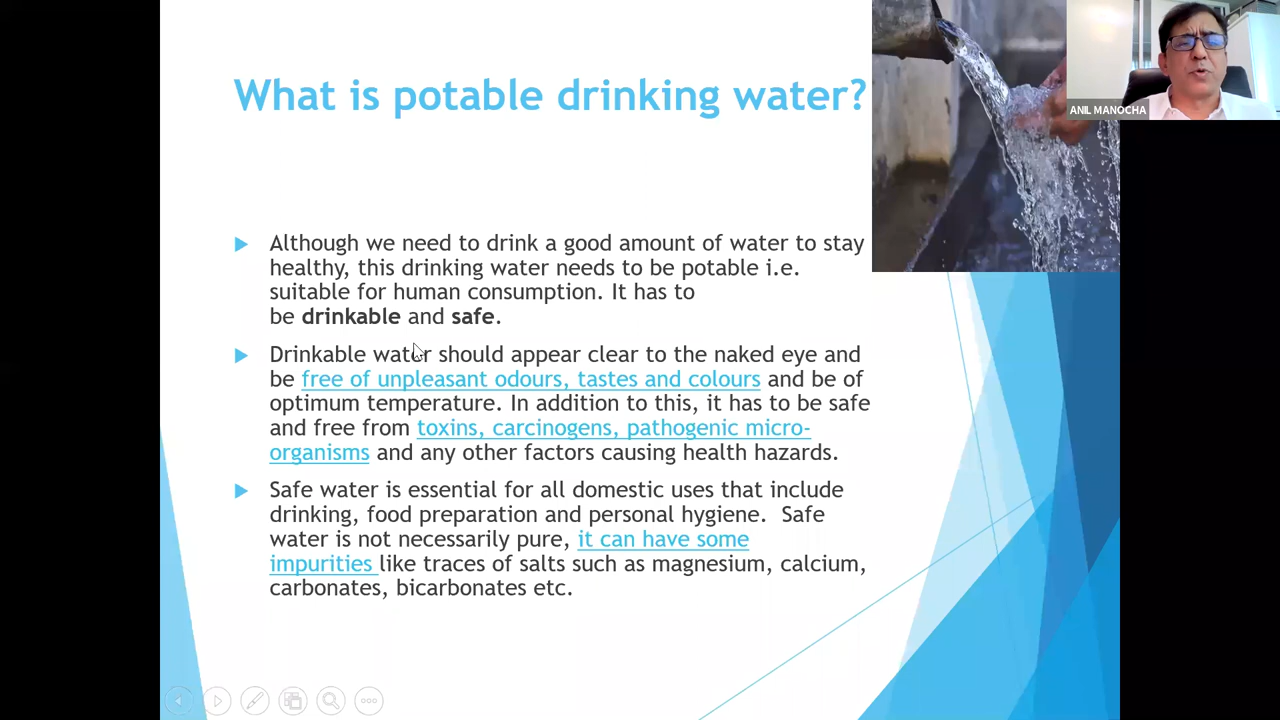 What is potable drinking water?
ANIL MANOCHA
Although we need to drink a good amount of water to stay
healthy, this drinking water needs to be potable i.e.
suitable for human consumption. It has to
be drinkable and safe.
Drinkable water should appear clear to the naked eye and
be free of unpleasant odours, tastes and colours and be of
optimum temperature. In addition to this, it has to be safe
and free from toxins, carcinogens, pathogenic micro-
organisms and any other factors causing health hazards.
Safe water is essential for all domestic uses that include
drinking, food preparation and personal hygiene.  Safe
water is not necessarily pure, it can have some
impurities like traces of salts such as magnesium, calcium,
carbonates, bicarbonates etc.